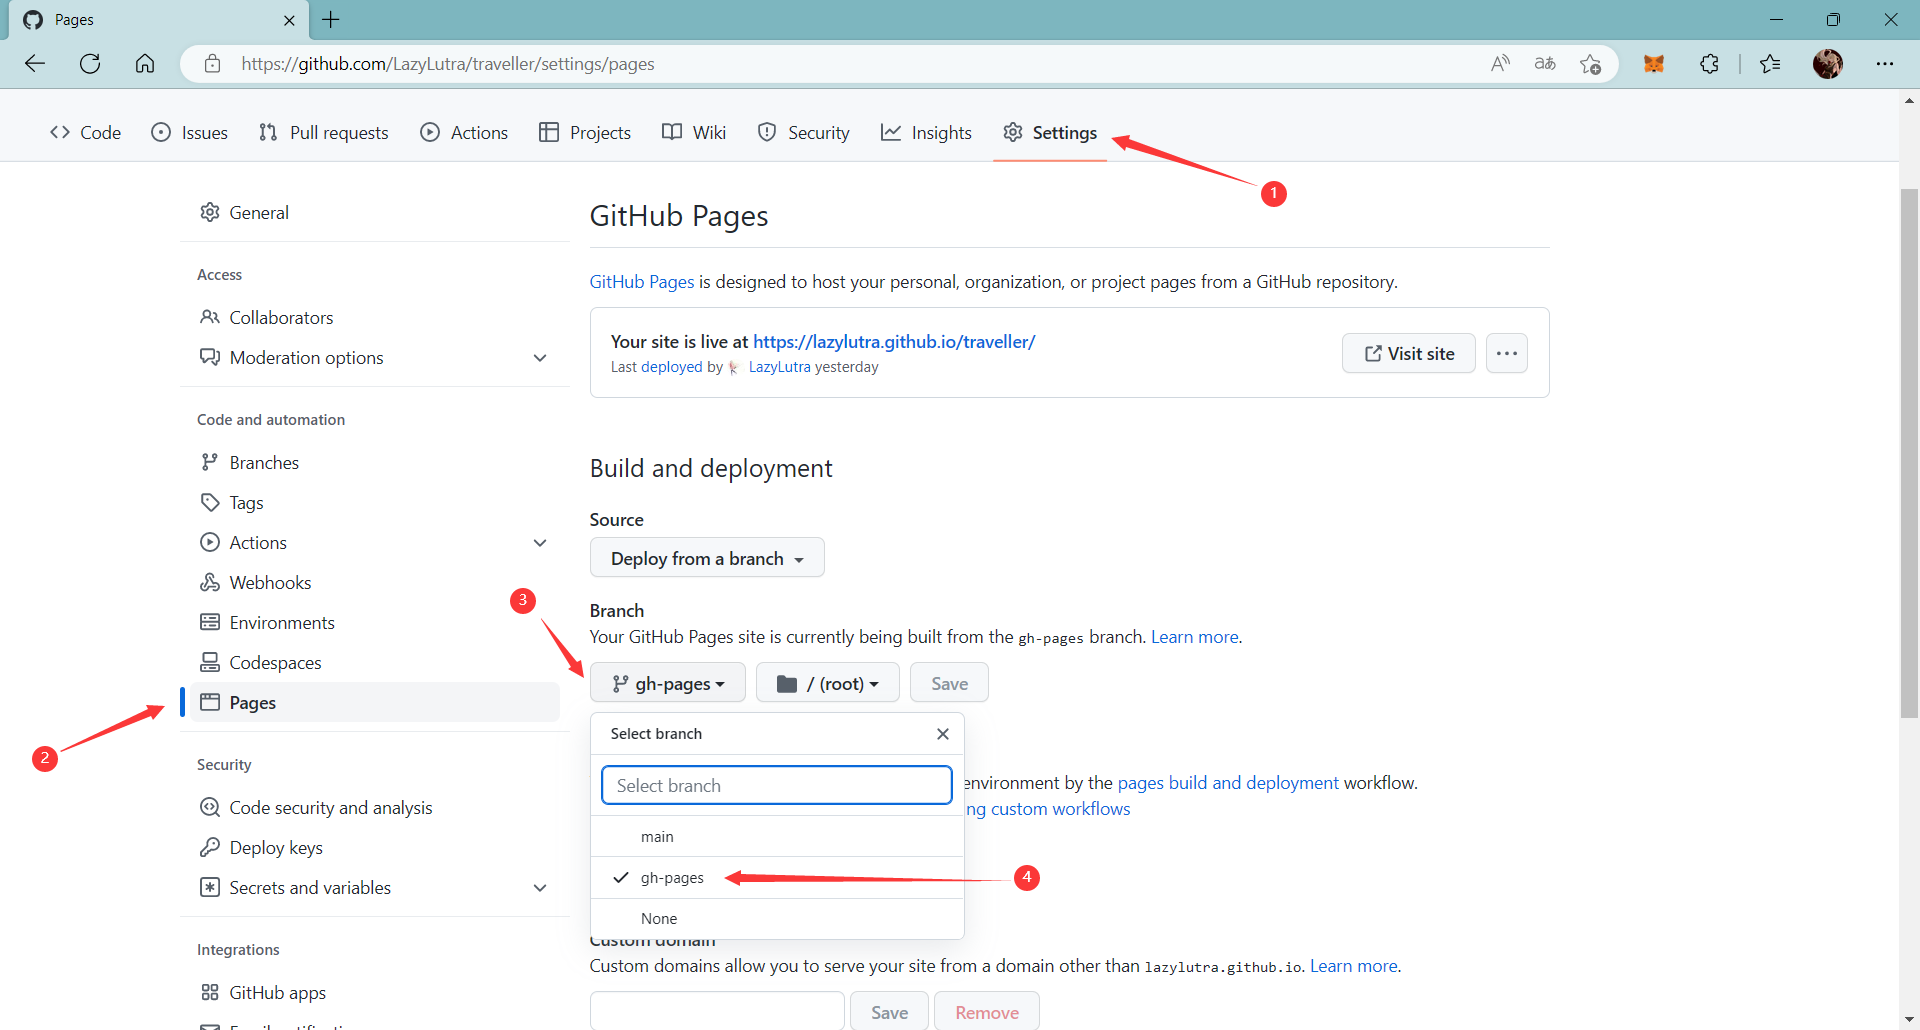 Pages
https://github.com/LazyLutra/traveller/settings/pages
Code Issues Pull requests Actions Projects Wiki Security Insights Settings
1
General
Access
Collaborators
Moderation options
Code and automation
Branches
Tags
Actions
Webhooks
Environments
Codespaces
Pages
2
Security
Code security and analysis
Deploy keys
Secrets and variables
Integrations
GitHub apps
GitHub Pages
GitHub Pages is designed to host your personal, organization, or project pages from a GitHub repository.
Your site is live at https://lazylutra.github.io/traveller/
Last deployed by LazyLutra yesterday
Visit site
Build and deployment
Source
Deploy from a branch
3
Branch
Your GitHub Pages site is currently being built from the gh-pages branch. Learn more.
gh-pages / (root) Save
Select branch
Select branch
environment by the pages build and deployment workflow.
ng custom workflows
main
gh-pages
4
None
Custom domain
Custom domains allow you to serve your site from a domain other than lazylutra.github.io. Learn more.
Save Remove